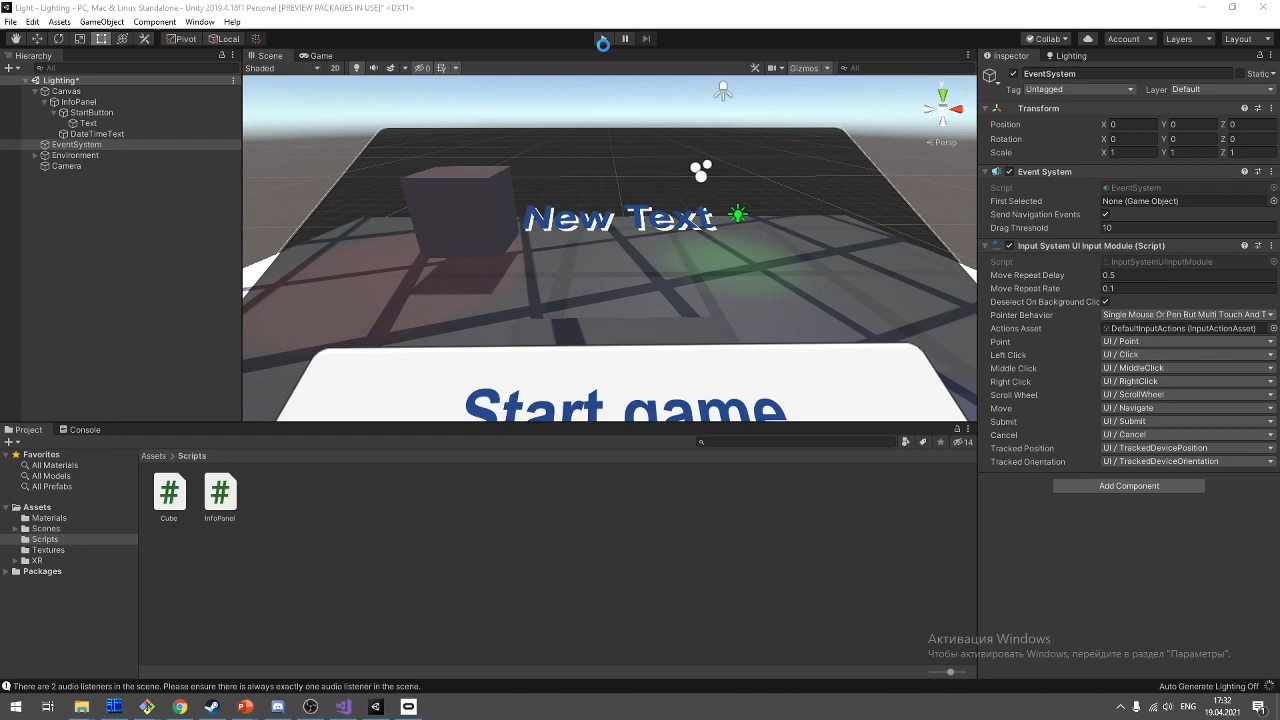 Light - Lighting - PC, Mac & Linux Standalone - Unity 2019.4.18f1 Personal [PREVIEW PACKAGES IN USE]* <DX11>
File Edit Assets GameObject Component Window Help
Pivot Local Collab Account Layers Layout
Hierarchy
All
Lighting*
Canvas
InfoPanel
StartButton
Text
DateTimeText
EventSystem
Environment
Camera
Scene Game
Shaded 2D 0 Gizmos All
y
Persp
New Text
Start game
Inspector Lighting
EventSystem Static
Tag Untagged Layer Default
Transform
Position X 0 Y 0 Z 0
Rotation X 0 Y 0 Z 0
Scale X 1 Y 1 Z 1
Event System
Script EventSystem
First Selected None (Game Object)
Send Navigation Events
Drag Threshold 10
Input System UI Input Module (Script)
Script InputSystemUIInputModule
Move Repeat Delay 0.5
Move Repeat Rate 0.1
Deselect On Background Clic
Pointer Behavior Single Mouse Or Pen But Multi Touch And T
Actions Asset DefaultInputActions (InputActionAsset)
Point UI / Point
Left Click UI / Click
Middle Click UI / MiddleClick
Right Click UI / RightClick
Scroll Wheel UI / ScrollWheel
Move UI / Navigate
Submit UI / Submit
Cancel UI / Cancel
Tracked Position UI / TrackedDevicePosition
Tracked Orientation UI / TrackedDeviceOrientation
Add Component
Project Console
14
Favorites
All Materials
All Models
All Prefabs
Assets
Materials
Scenes
Scripts
Textures
XR
Packages
Assets > Scripts
Cube InfoPanel
Активация Windows
Чтобы активировать Windows, перейдите в раздел "Параметры".
There are 2 audio listeners in the scene. Please ensure there is always exactly one audio listener in the scene.
Auto Generate Lighting Off
ENG
17:32
19.04.2021